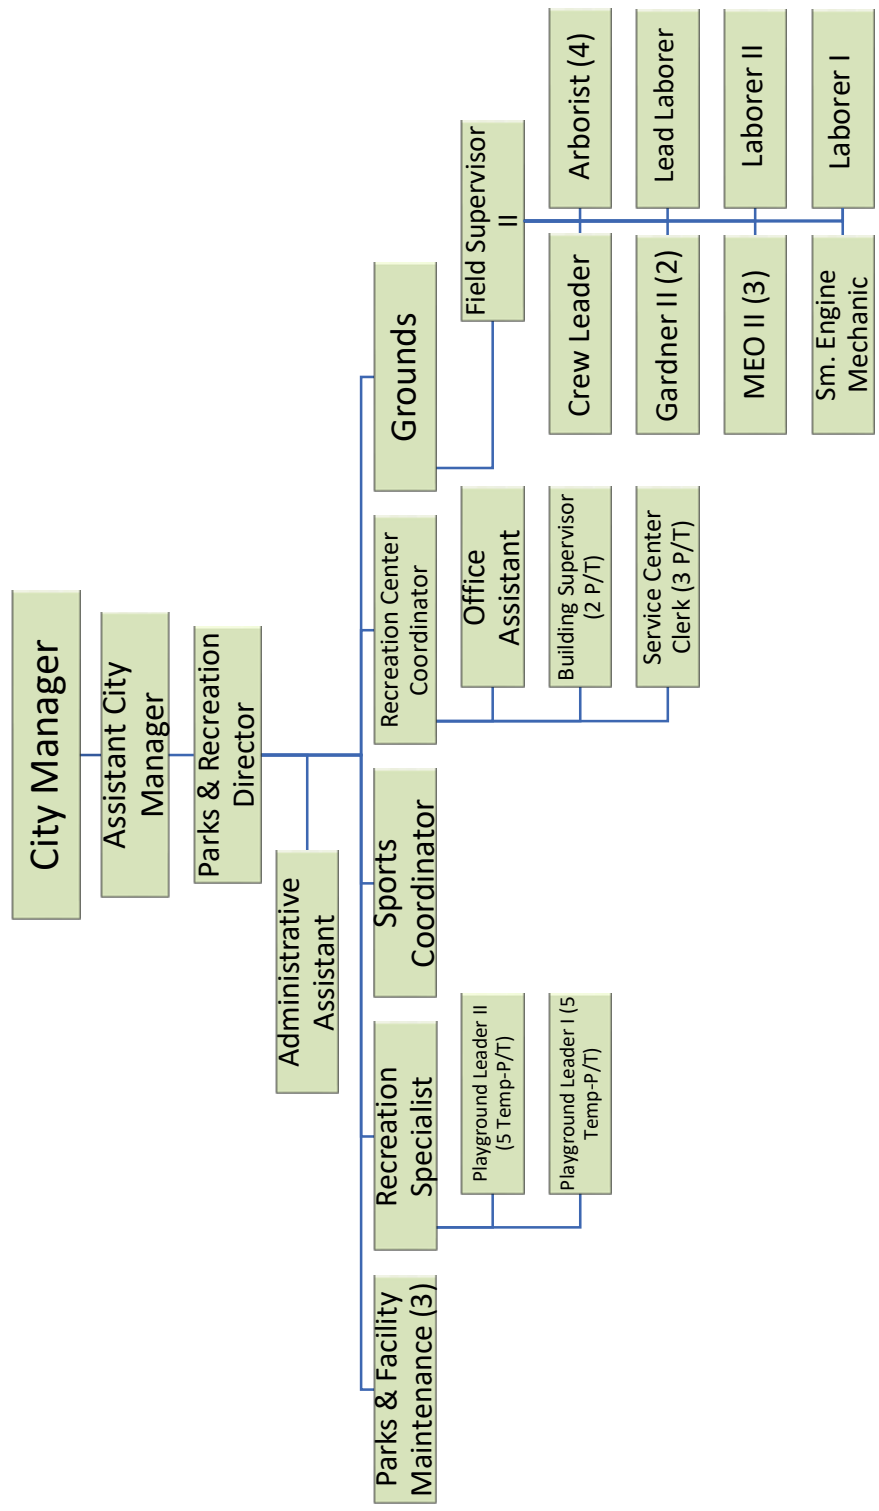 City Manager
Assistant City
Manager
Parks & Recreation
Director
Administrative
Assistant
Parks & Facility
Maintenance (3)
Recreation
Specialist
Playground Leader II
(5 Temp-P/T)
Playground Leader I (5
Temp-P/T)
Sports
Coordinator
Recreation Center
Coordinator
Office
Assistant
Building Supervisor
(2 P/T)
Service Center
Clerk (3 P/T)
Grounds
Field Supervisor
II
Crew Leader
Arborist (4)
Gardner II (2)
Lead Laborer
MEO II (3)
Laborer II
Sm. Engine
Mechanic
Laborer I